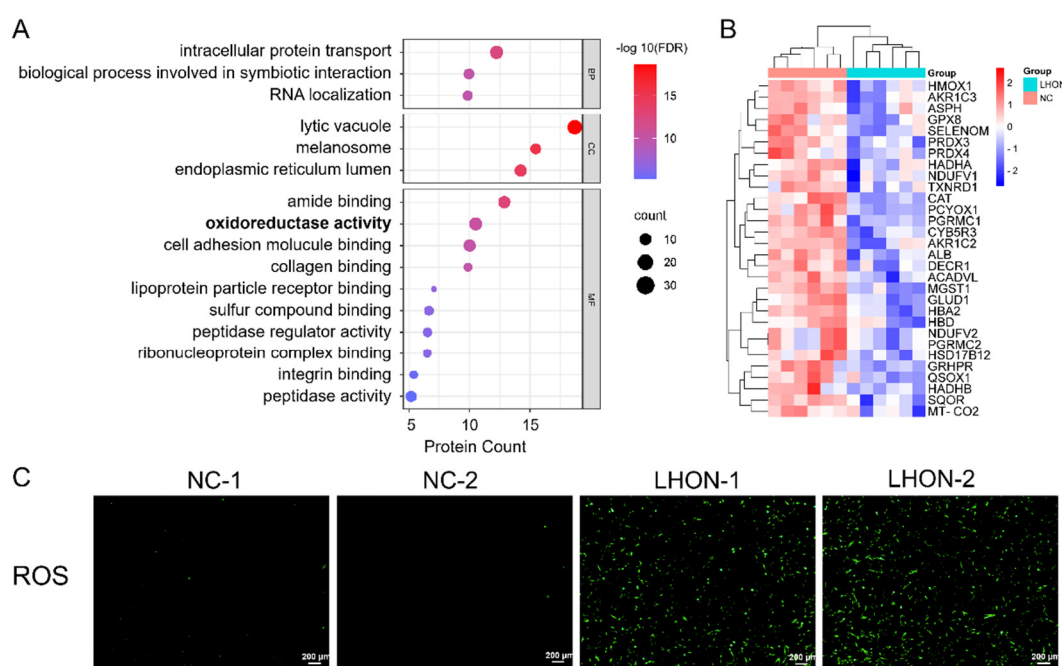 A
intracellular protein transport
biological process involved in symbiotic interaction
RNA localization
BP
lytic vacuole
melanosome
endoplasmic reticulum lumen
CC
amide binding
oxidoreductase activity
cell adhesion molucule binding
collagen binding
lipoprotein particle receptor binding
sulfur compound binding
peptidase regulator activity
ribonucleoprotein complex binding
integrin binding
peptidase activity
MF
5 10 15
Protein Count
-log 10(FDR)
15
10
count
10
20
30
B
Group
HMOX1
AKR1C3
ASPH
GPX8
SELENOM
PRDX3
PRDX4
HADHA
NDUFV1
TXNRD1
CAT
PCYOX1
PGRMC1
CYB5R3
AKR1C2
ALB
DECR1
ACADVL
MGST1
GLUD1
HBA2
HBD
NDUFV2
PGRMC2
HSD17B12
GRHPR
QSOX1
HADHB
SQOR
MT- CO2
2
1
0
-1
-2
Group
LHON
NC
C
NC-1 NC-2 LHON-1 LHON-2
ROS
200 μm 200 μm 200 μm 200 μm